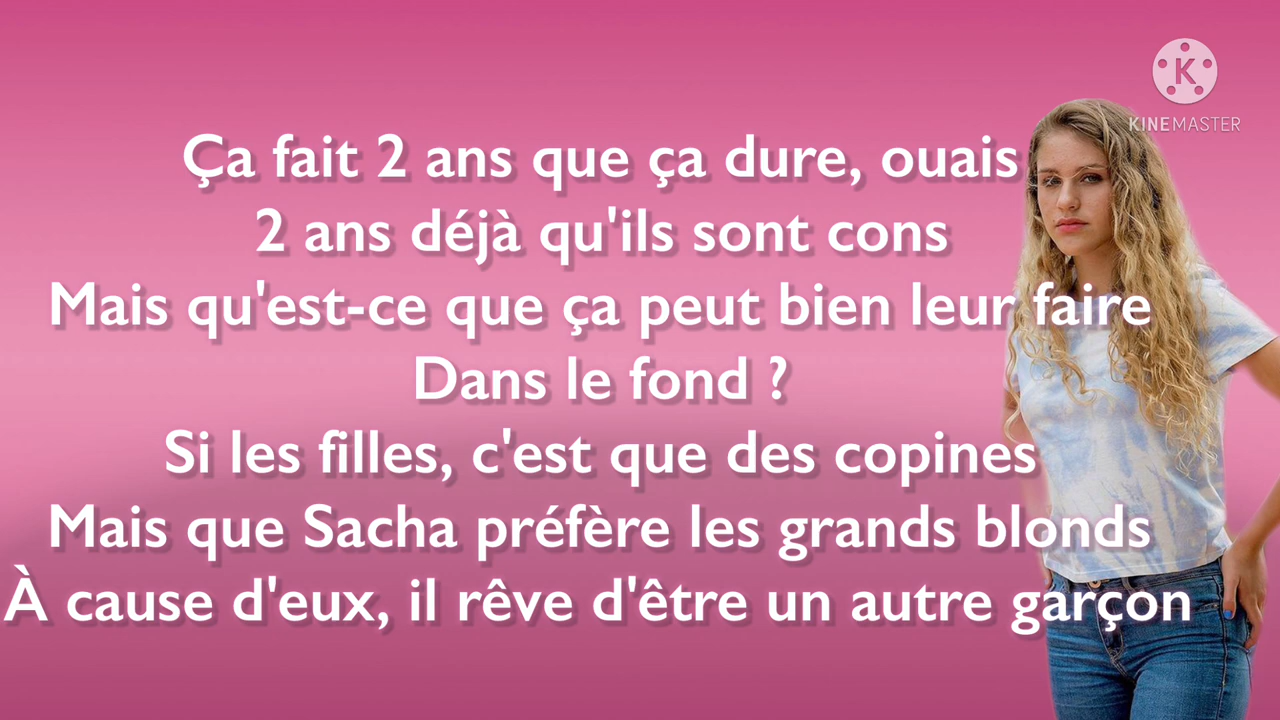 K
KINEMASTER
Ça fait 2 ans que ça dure, ouais
2 ans déjà qu'ils sont cons
Mais qu'est-ce que ça peut bien leur faire
Dans le fond ?
Si les filles, c'est que des copines
Mais que Sacha préfère les grands blonds
À cause d'eux, il rêve d'être un autre garçon